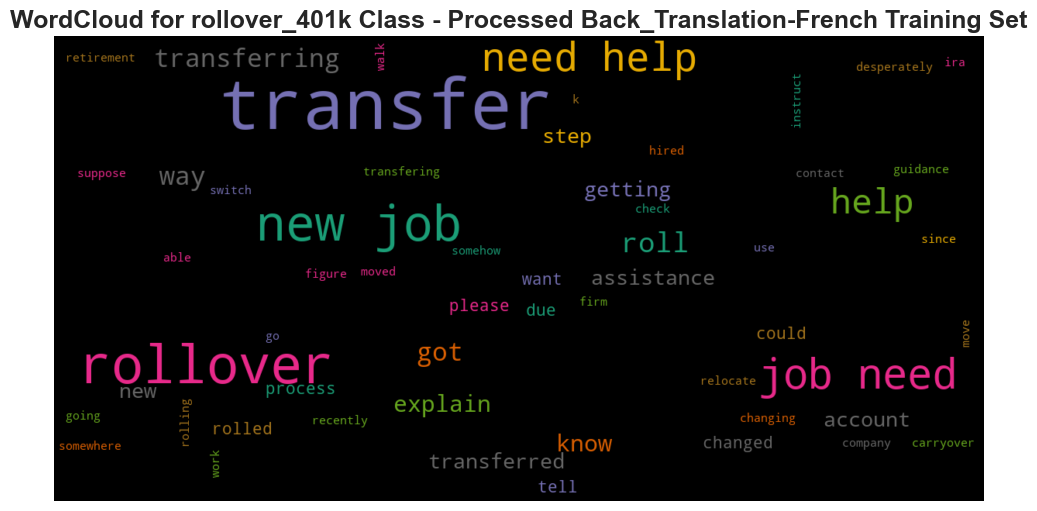 WordCloud for rollover_401k Class - Processed Back_Translation-French Training Set
retirement
transferring
walk
need help
desperately
ira
transfer
k
instruct
step
hired
suppose
way
switch
transfering
getting
contact
guidance
check
help
new job
somehow
roll
use
since
able
figure
moved
want
assistance
please
due
firm
go
rollover
got
could
move
new
process
relocate
job need
going
rolling
rolled
recently
explain
changing
account
somewhere
work
know
changed
company
carryover
transferred
tell